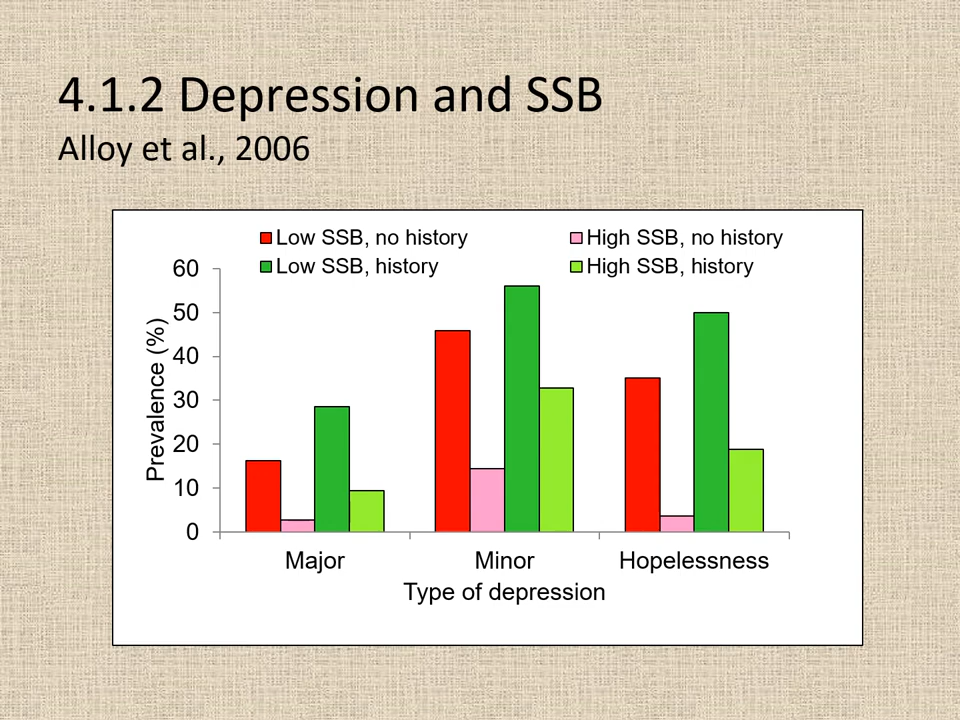 4.1.2 Depression and SSB
Alloy et al., 2006
Low SSB, no history
High SSB, no history
Low SSB, history
High SSB, history
Prevalence (%)
60
50
40
30
20
10
0
Major
Minor
Hopelessness
Type of depression